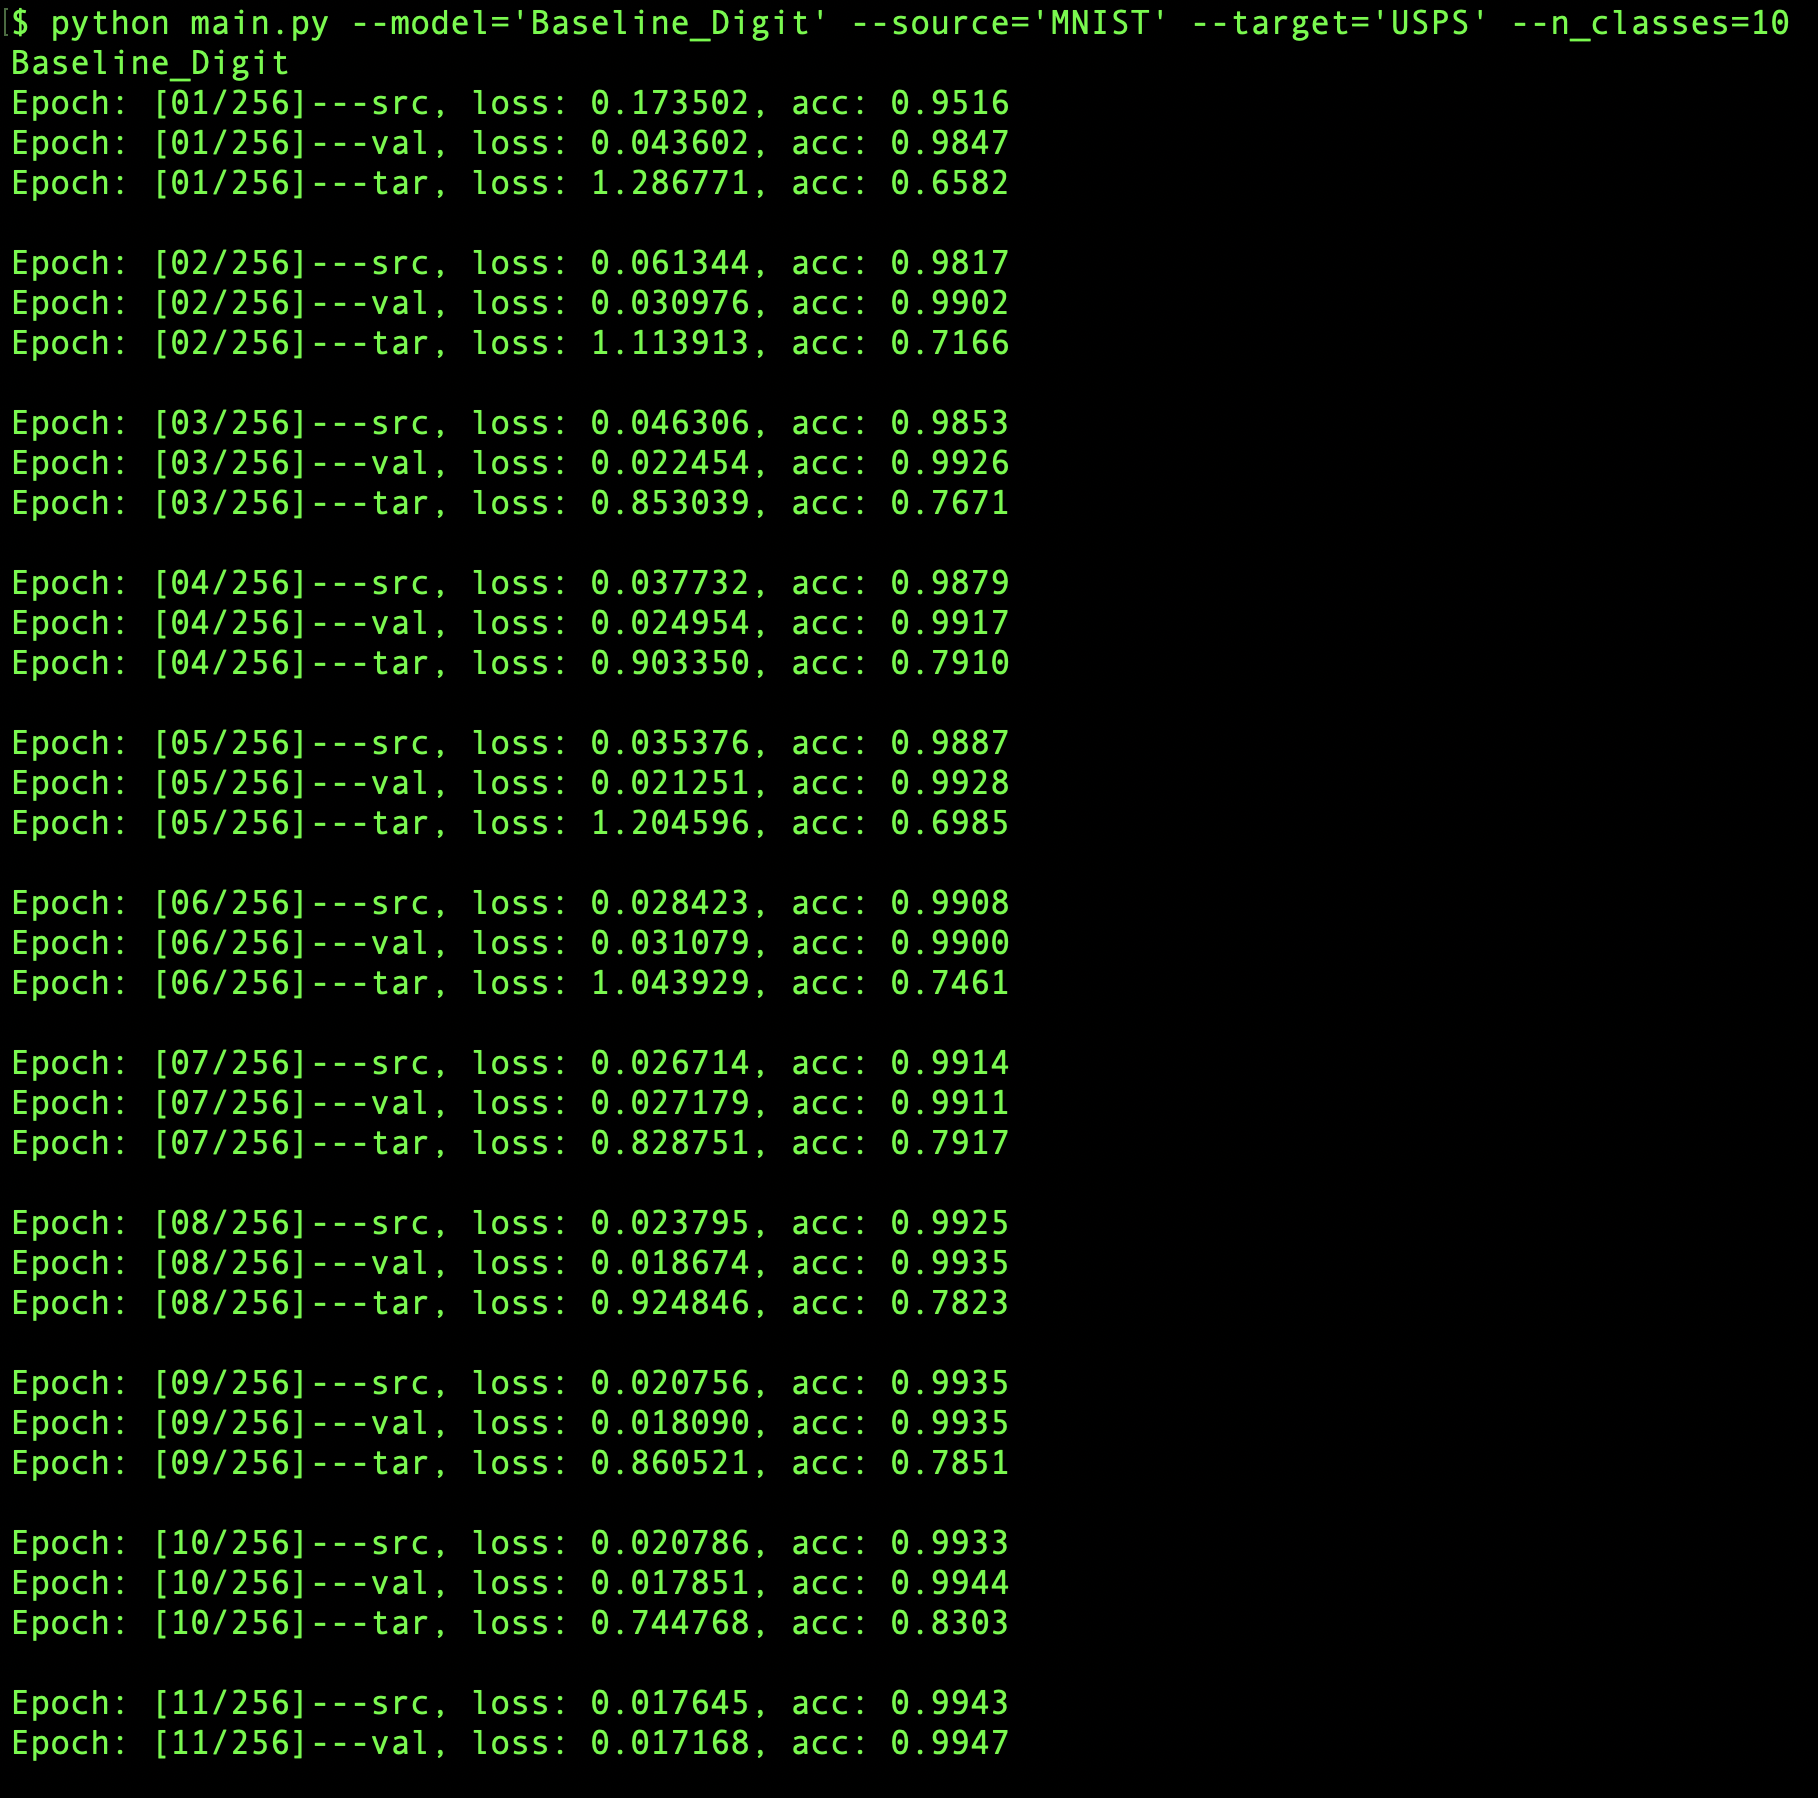 $ python main.py --model='Baseline_Digit' --source='MNIST' --target='USPS' --n_classes=10
Baseline_Digit
Epoch: [01/256]---src, loss: 0.173502, acc: 0.9516
Epoch: [01/256]---val, loss: 0.043602, acc: 0.9847
Epoch: [01/256]---tar, loss: 1.286771, acc: 0.6582

Epoch: [02/256]---src, loss: 0.061344, acc: 0.9817
Epoch: [02/256]---val, loss: 0.030976, acc: 0.9902
Epoch: [02/256]---tar, loss: 1.113913, acc: 0.7166

Epoch: [03/256]---src, loss: 0.046306, acc: 0.9853
Epoch: [03/256]---val, loss: 0.022454, acc: 0.9926
Epoch: [03/256]---tar, loss: 0.853039, acc: 0.7671

Epoch: [04/256]---src, loss: 0.037732, acc: 0.9879
Epoch: [04/256]---val, loss: 0.024954, acc: 0.9917
Epoch: [04/256]---tar, loss: 0.903350, acc: 0.7910

Epoch: [05/256]---src, loss: 0.035376, acc: 0.9887
Epoch: [05/256]---val, loss: 0.021251, acc: 0.9928
Epoch: [05/256]---tar, loss: 1.204596, acc: 0.6985

Epoch: [06/256]---src, loss: 0.028423, acc: 0.9908
Epoch: [06/256]---val, loss: 0.031079, acc: 0.9900
Epoch: [06/256]---tar, loss: 1.043929, acc: 0.7461

Epoch: [07/256]---src, loss: 0.026714, acc: 0.9914
Epoch: [07/256]---val, loss: 0.027179, acc: 0.9911
Epoch: [07/256]---tar, loss: 0.828751, acc: 0.7917

Epoch: [08/256]---src, loss: 0.023795, acc: 0.9925
Epoch: [08/256]---val, loss: 0.018674, acc: 0.9935
Epoch: [08/256]---tar, loss: 0.924846, acc: 0.7823

Epoch: [09/256]---src, loss: 0.020756, acc: 0.9935
Epoch: [09/256]---val, loss: 0.018090, acc: 0.9935
Epoch: [09/256]---tar, loss: 0.860521, acc: 0.7851

Epoch: [10/256]---src, loss: 0.020786, acc: 0.9933
Epoch: [10/256]---val, loss: 0.017851, acc: 0.9944
Epoch: [10/256]---tar, loss: 0.744768, acc: 0.8303

Epoch: [11/256]---src, loss: 0.017645, acc: 0.9943
Epoch: [11/256]---val, loss: 0.017168, acc: 0.9947